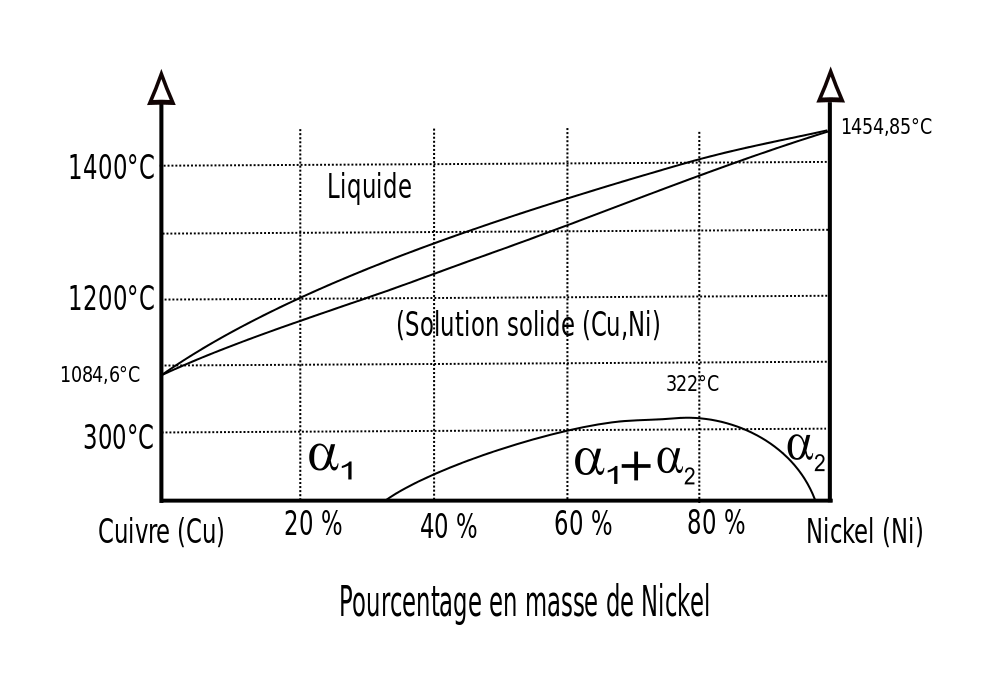 1454,85°C
1400°C
Liquide
1200°C
(Solution solide (Cu,Ni)
1084,6°C
322°C
300°C
α1
α1+α2
α2
Cuivre (Cu)
20 %
40 %
60 %
80 %
Nickel (Ni)
Pourcentage en masse de Nickel